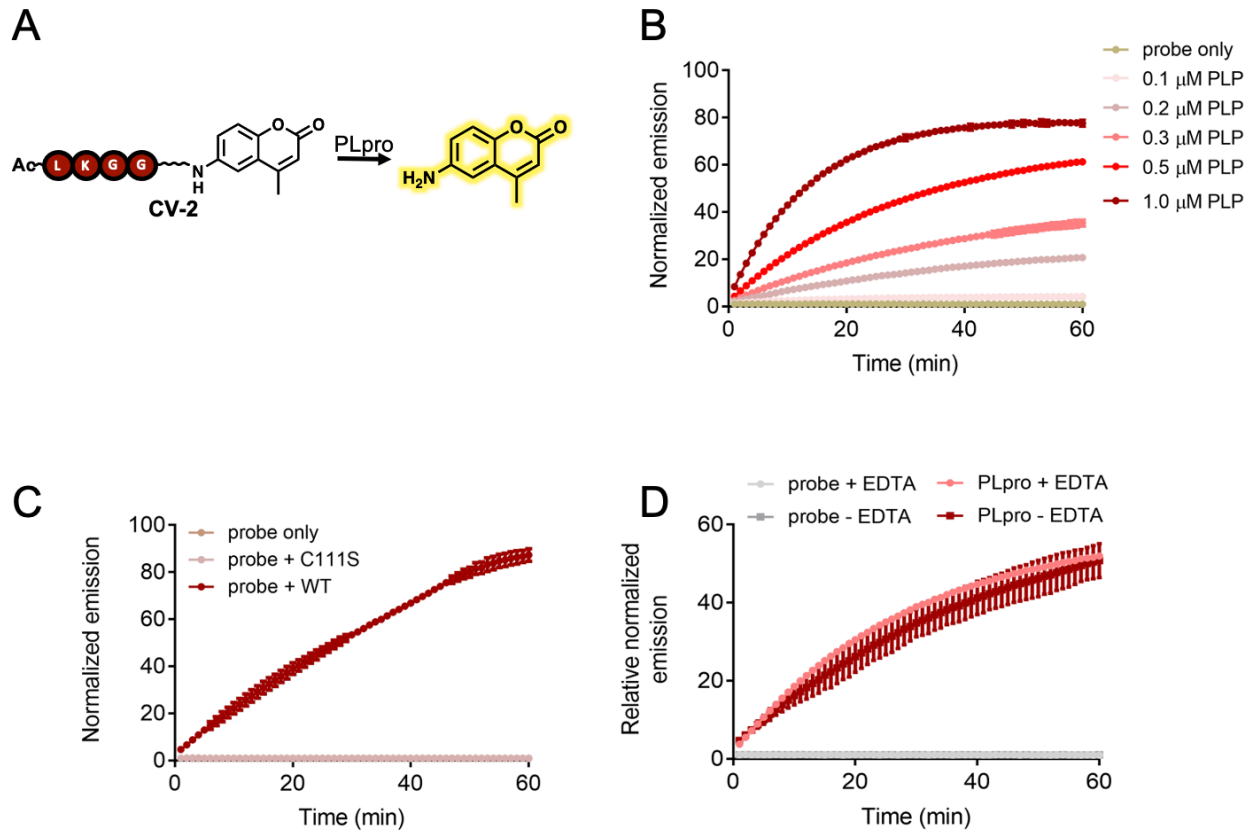 A
Ac
L K G G
N
H
O O
CV-2
PLpro
H₂N
O O
B
Normalized emission
100
80
60
40
20
0
0 20 40 60
Time (min)
probe only
0.1 μM PLP
0.2 μM PLP
0.3 μM PLP
0.5 μM PLP
1.0 μM PLP
C
Normalized emission
100
80
60
40
20
0
0 20 40 60
Time (min)
probe only
probe + C111S
probe + WT
D
probe + EDTA PLpro + EDTA
probe - EDTA PLpro - EDTA
Relative normalized
emission
60
40
20
0
0 20 40 60
Time (min)